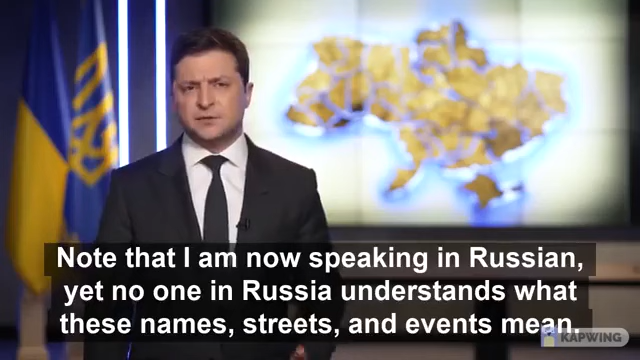 Note that I am now speaking in Russian,
yet no one in Russia understands what
these names, streets, and events mean.
KAPWING